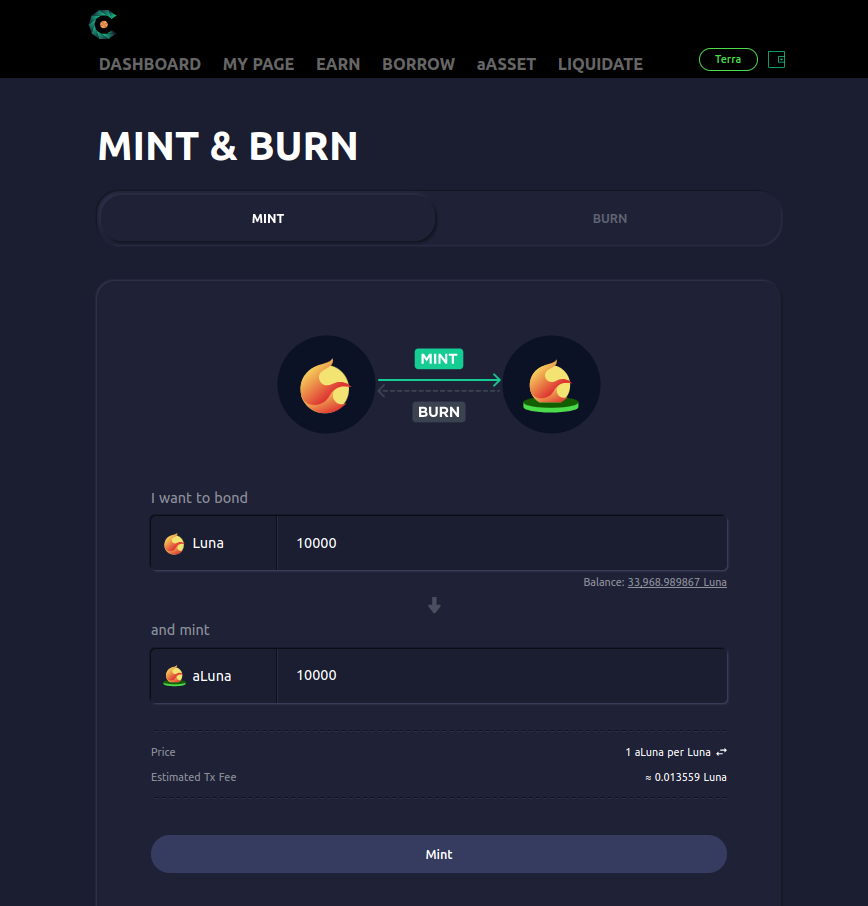 DASHBOARD MY PAGE EARN BORROW aASSET LIQUIDATE Terra
MINT & BURN
MINT BURN
MINT
BURN
I want to bond
Luna 10000
Balance: 33,968.989867 Luna
and mint
aLuna 10000
Price 1 aLuna per Luna
Estimated Tx Fee ≈ 0.013559 Luna
Mint